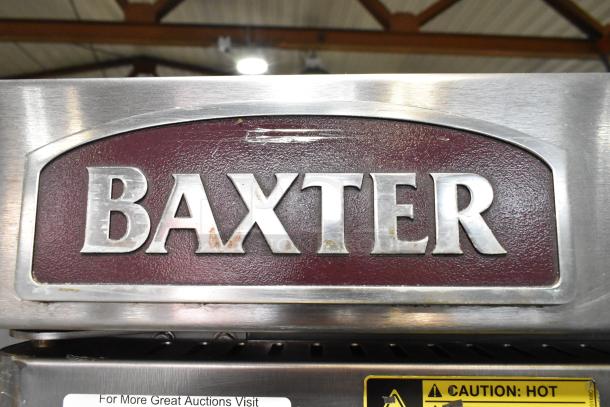 BAXTER
For More Great Auctions Visit
CAUTION: HOT